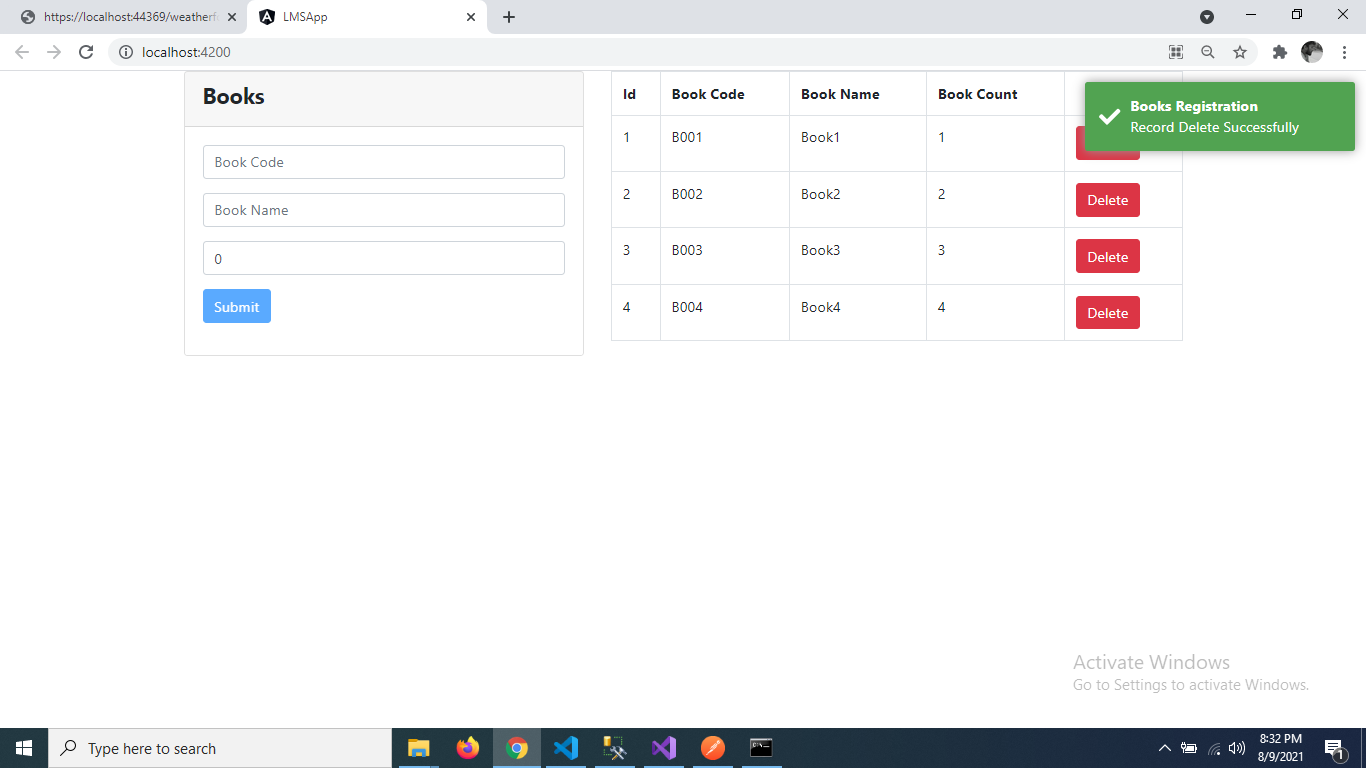 https://localhost:44369/weatherf
LMSApp
localhost:4200
Books
Book Code
Book Name
0
Submit
Id Book Code Book Name Book Count
1 B001 Book1 1
2 B002 Book2 2 Delete
3 B003 Book3 3 Delete
4 B004 Book4 4 Delete
Books Registration
Record Delete Successfully
Activate Windows
Go to Settings to activate Windows.
Type here to search
8:32 PM
8/9/2021
1